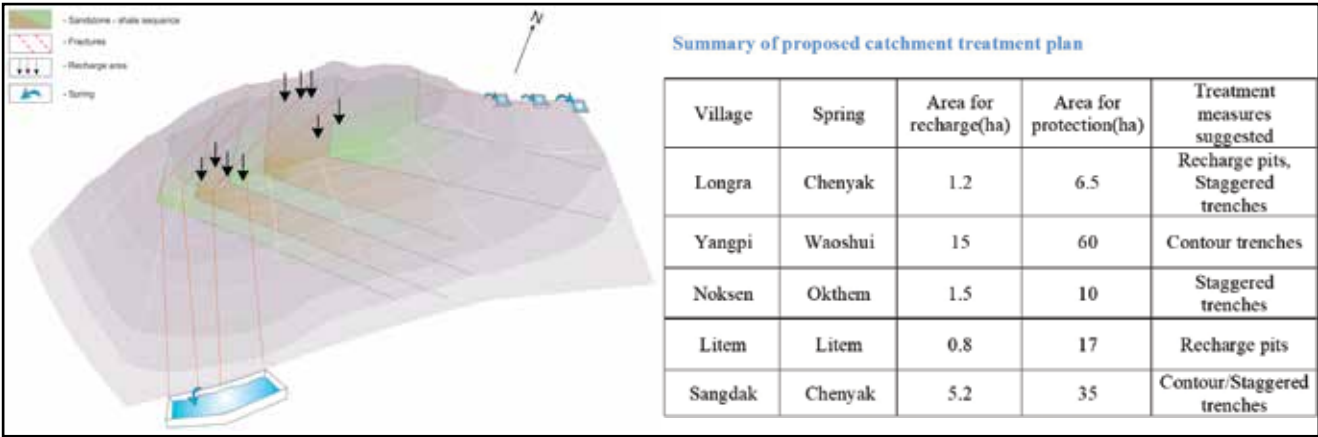 - Sandstone - shale sequence
- Fractures
- Recharge area
- Spring
N
Summary of proposed catchment treatment plan
Village Spring Area for recharge(ha) Area for protection(ha) Treatment measures suggested
Longra Chenyak 1.2 6.5 Recharge pits, Staggered trenches
Yangpi Waoshui 15 60 Contour trenches
Noksen Okthem 1.5 10 Staggered trenches
Litem Litem 0.8 17 Recharge pits
Sangdak Chenyak 5.2 35 Contour/Staggered trenches